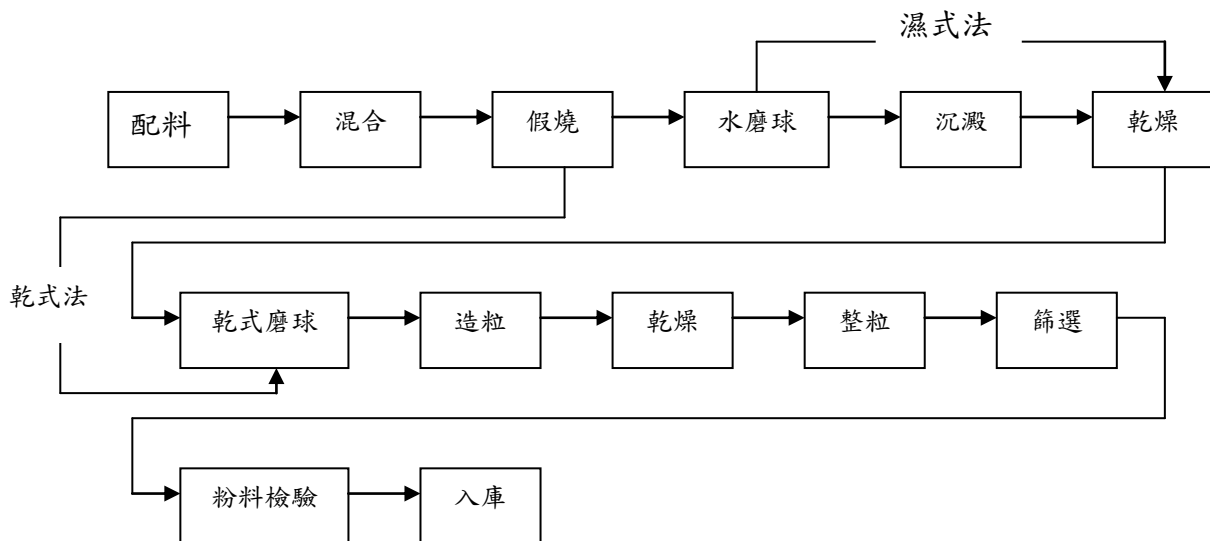 濕式法
配料
混合
假燒
水磨球
沉澱
乾燥
乾式法
乾式磨球
造粒
乾燥
整粒
篩選
粉料檢驗
入庫